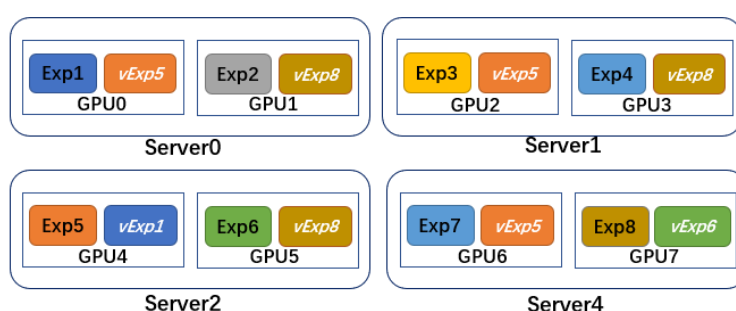 Exp1 vExp5 Exp2 vExp8 Exp3 vExp5 Exp4 vExp8
GPU0 GPU1 GPU2 GPU3
Server0 Server1
Exp5 vExp1 Exp6 vExp8 Exp7 vExp5 Exp8 vExp6
GPU4 GPU5 GPU6 GPU7
Server2 Server4